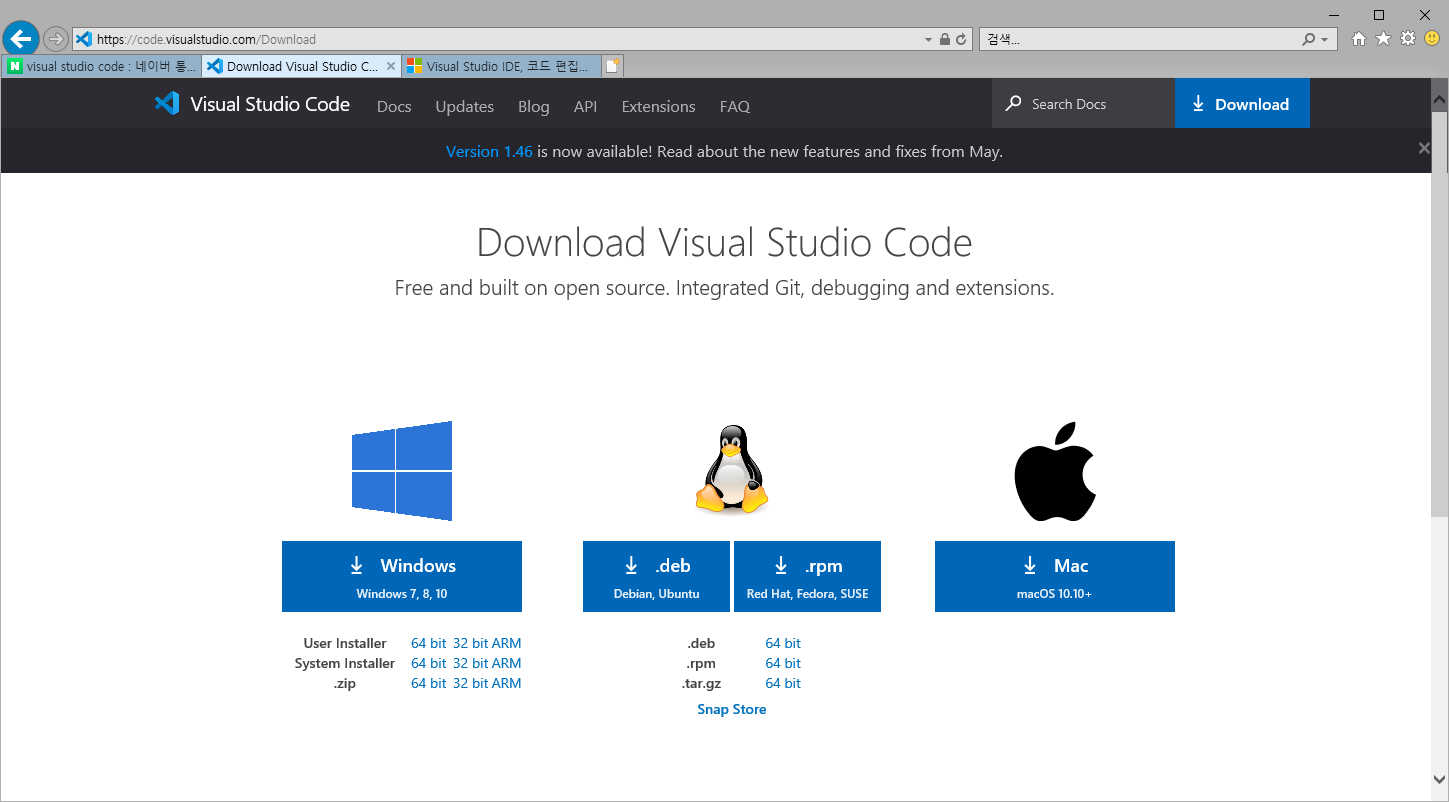 https://code.visualstudio.com/Download
검색...
visual studio code : 네이버 통...
Download Visual Studio C...
Visual Studio IDE, 코드 편집...
Visual Studio Code Docs Updates Blog API Extensions FAQ Search Docs Download
Version 1.46 is now available! Read about the new features and fixes from May.
Download Visual Studio Code
Free and built on open source. Integrated Git, debugging and extensions.
Windows
Windows 7, 8, 10
.deb
Debian, Ubuntu
.rpm
Red Hat, Fedora, SUSE
Mac
macOS 10.10+
User Installer 64 bit 32 bit ARM
System Installer 64 bit 32 bit ARM
.zip 64 bit 32 bit ARM
.deb 64 bit
.rpm 64 bit
.tar.gz 64 bit
Snap Store